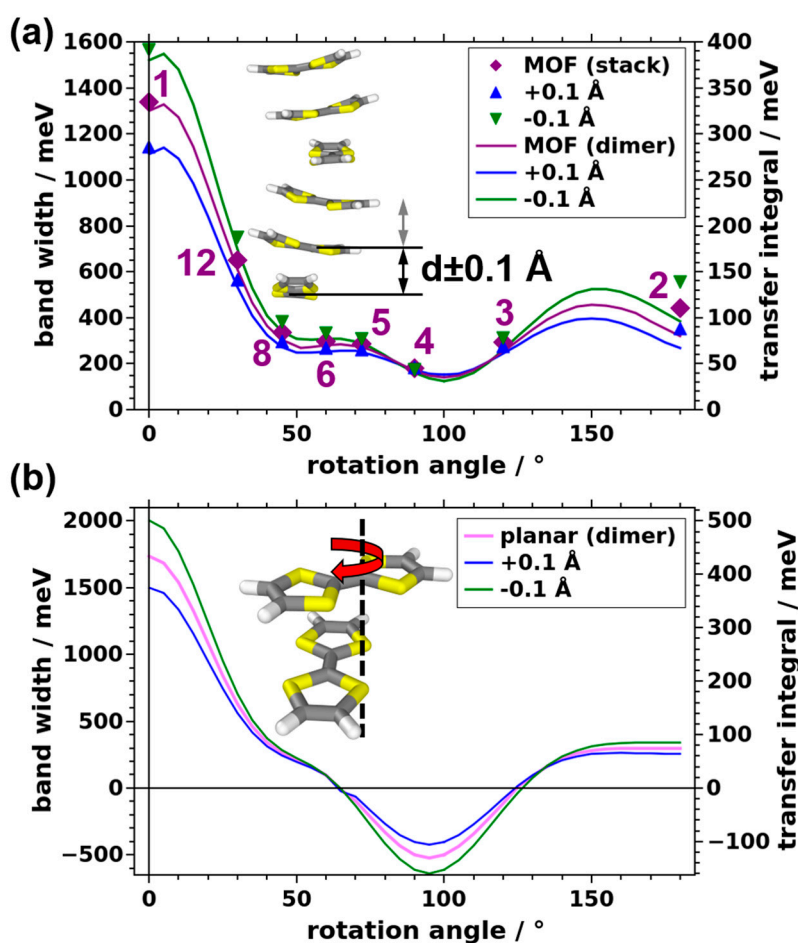 (a)
1600
1400
1200
1000
800
600
400
200
0
band width / meV
400
350
300
250
200
150
100
50
0
transfer integral / meV
MOF (stack)
+0.1 Å
-0.1 Å
MOF (dimer)
+0.1 Å
-0.1 Å
1
12
8
6
5
4
3
2
d±0.1 Å
0 50 100 150
rotation angle / °
(b)
2000
1500
1000
500
0
−500
band width / meV
500
400
300
200
100
0
−100
transfer integral / meV
planar (dimer)
+0.1 Å
-0.1 Å
0 50 100 150
rotation angle / °